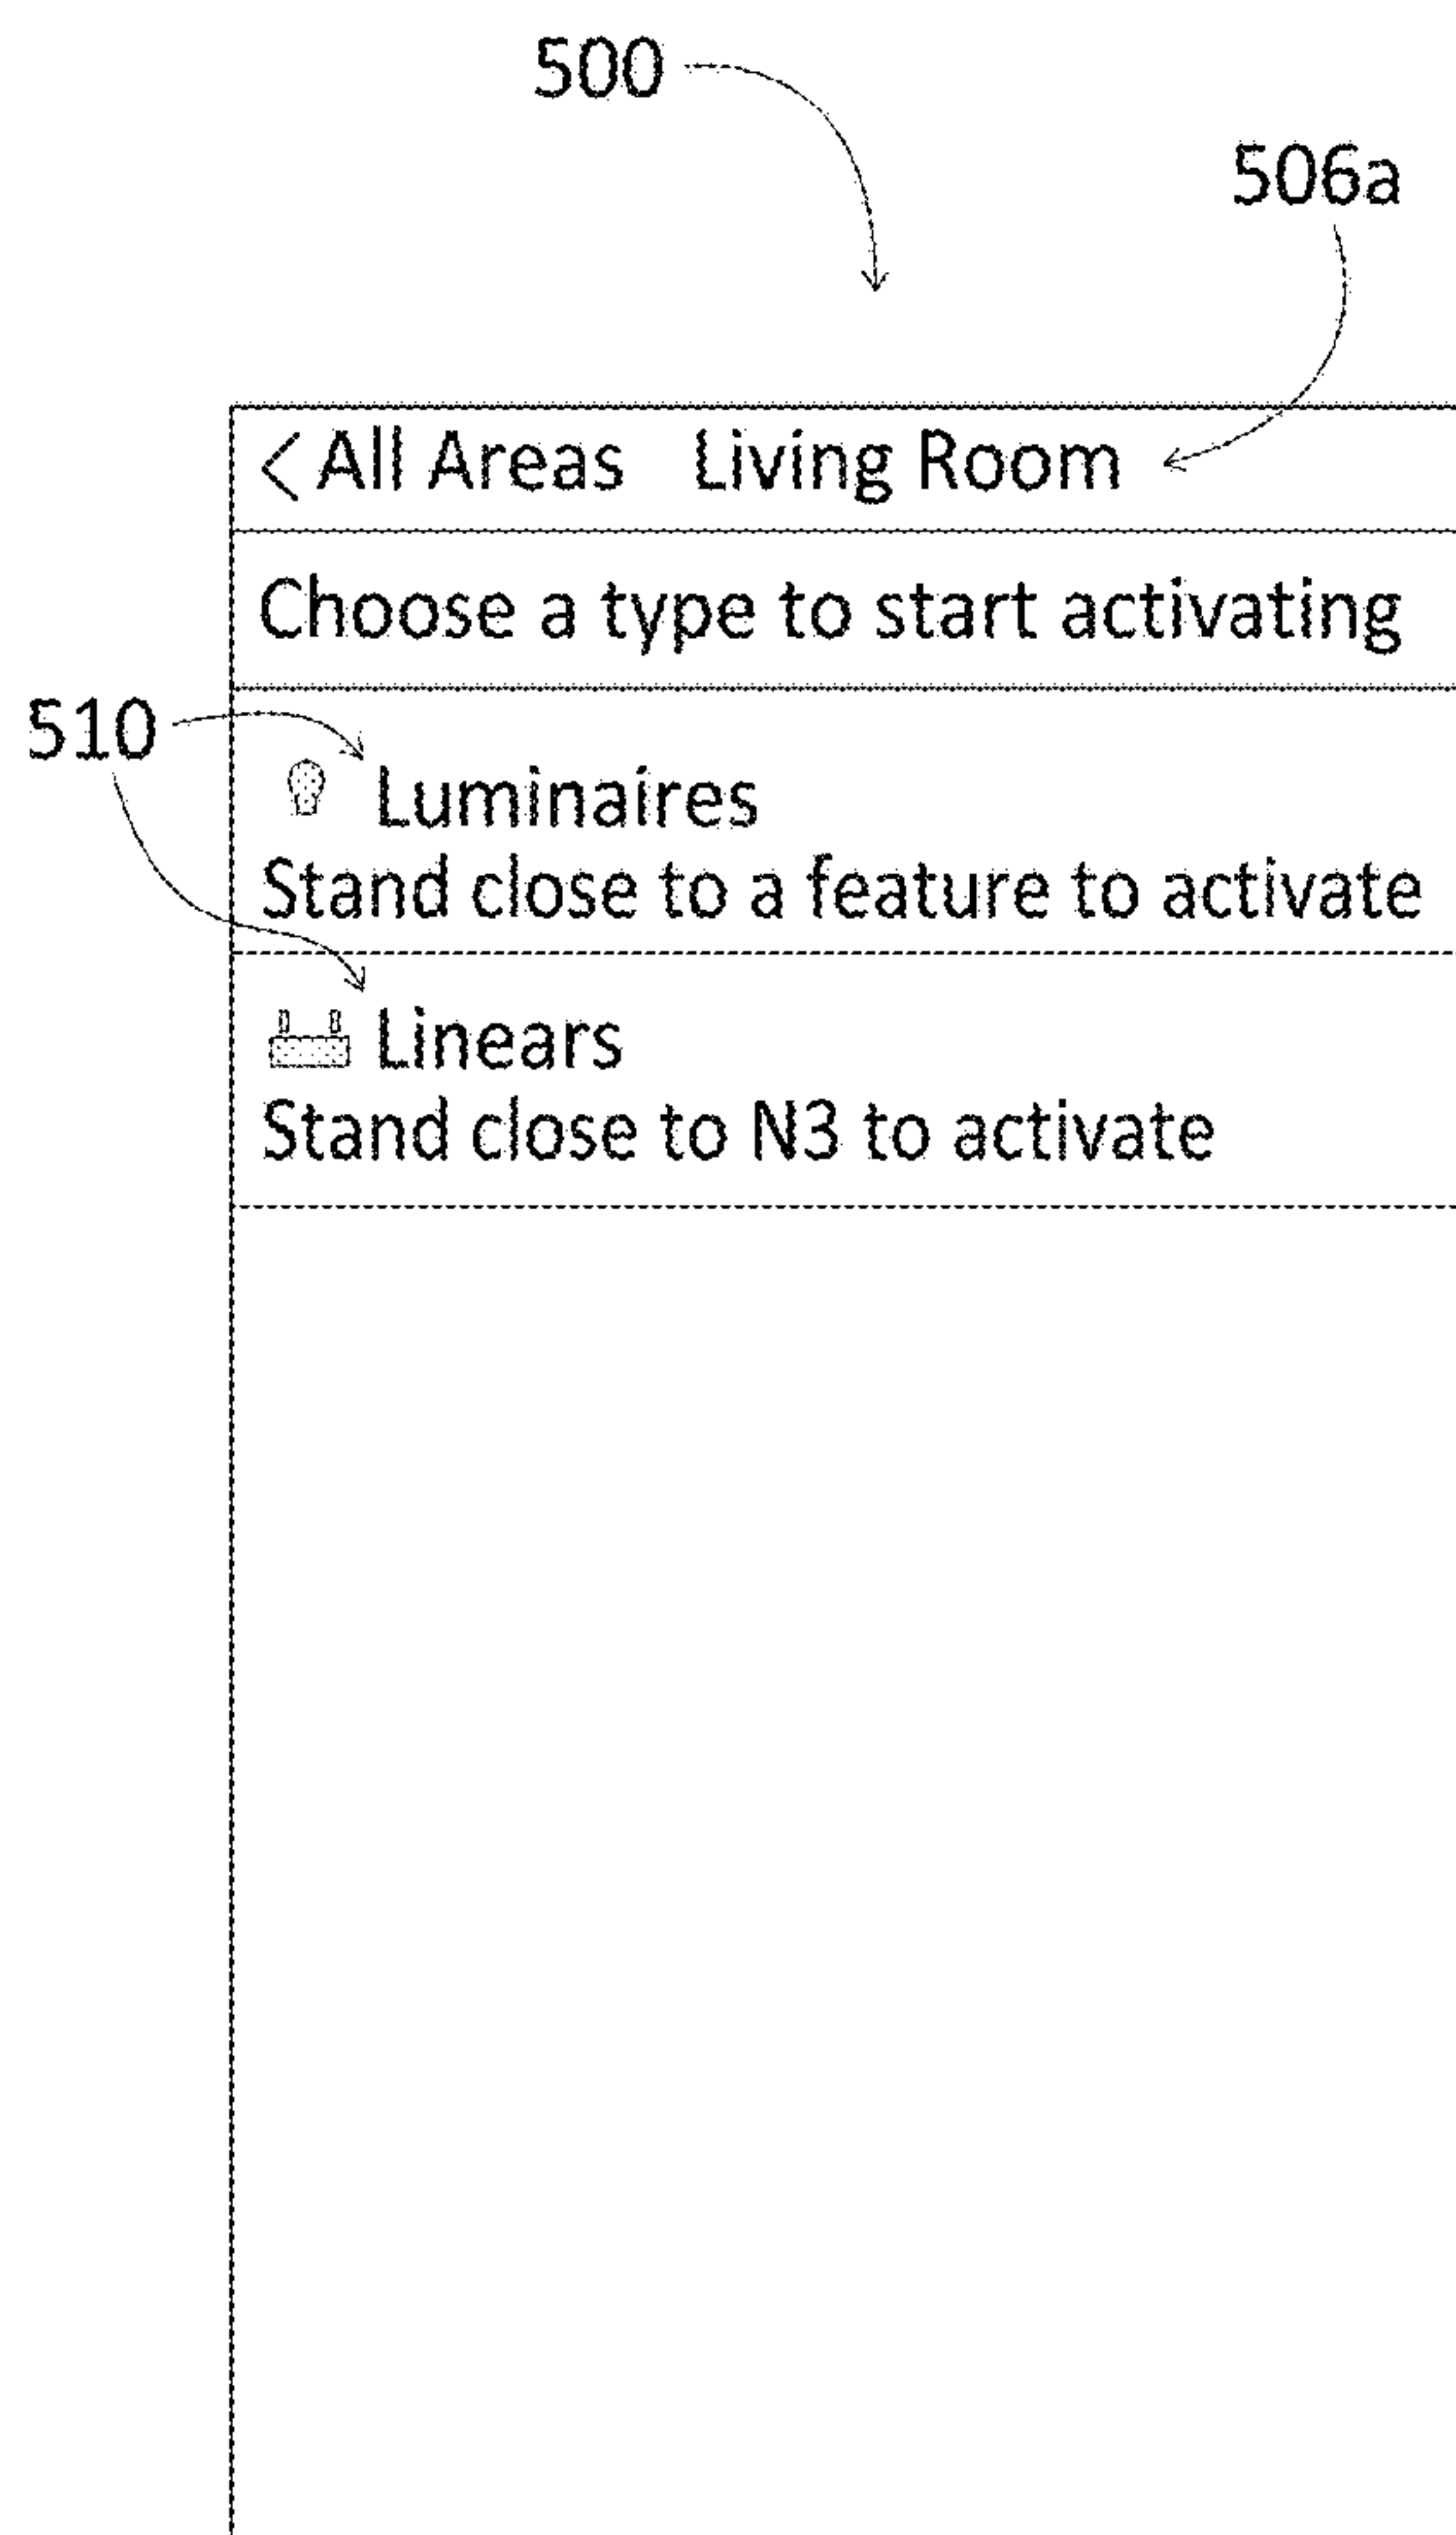 500
506a
< All Areas Living Room
Choose a type to start activating
510
Luminaires
Stand close to a feature to activate
Linears
Stand close to N3 to activate